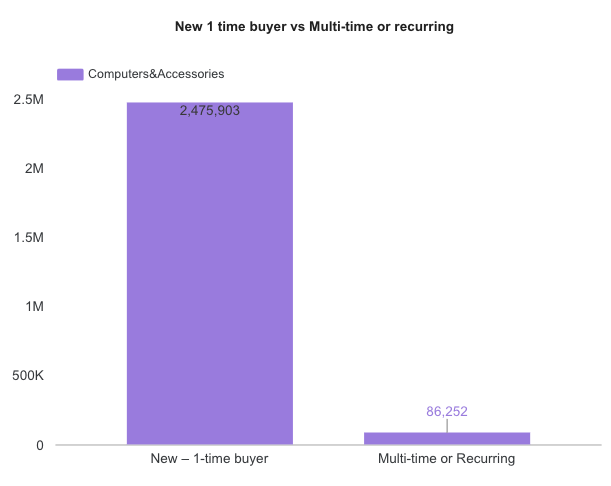 New 1 time buyer vs Multi-time or recurring
Computers&Accessories
2.5M
2,475,903
2M
1.5M
1M
500K
86,252
0
New – 1-time buyer
Multi-time or Recurring